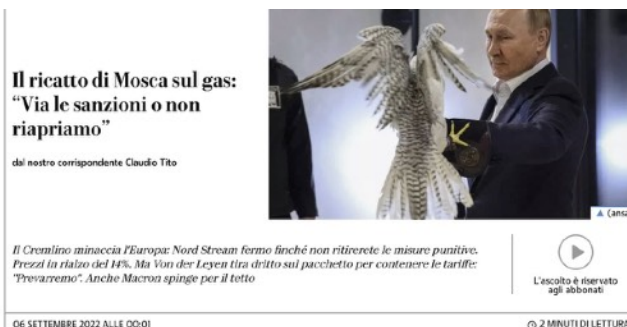 Il ricatto di Mosca sul gas:
“Via le sanzioni o non
riapriamo”
dal nostro corrispondente Claudio Tito
(ansa
Il Cremlino minaccia l'Europa: Nord Stream fermo finché non ritirerete le misure punitive.
Prezzi in rialzo del 14%. Ma Von der Leyen tira dritto sul pacchetto per contenere le tariffe:
"Prevarremo". Anche Macron spinge per il tetto
L'ascolto è riservato
agli abbonati
06 SETTEMBRE 2022 ALLE 00:01
2 MINUTI DI LETTURA